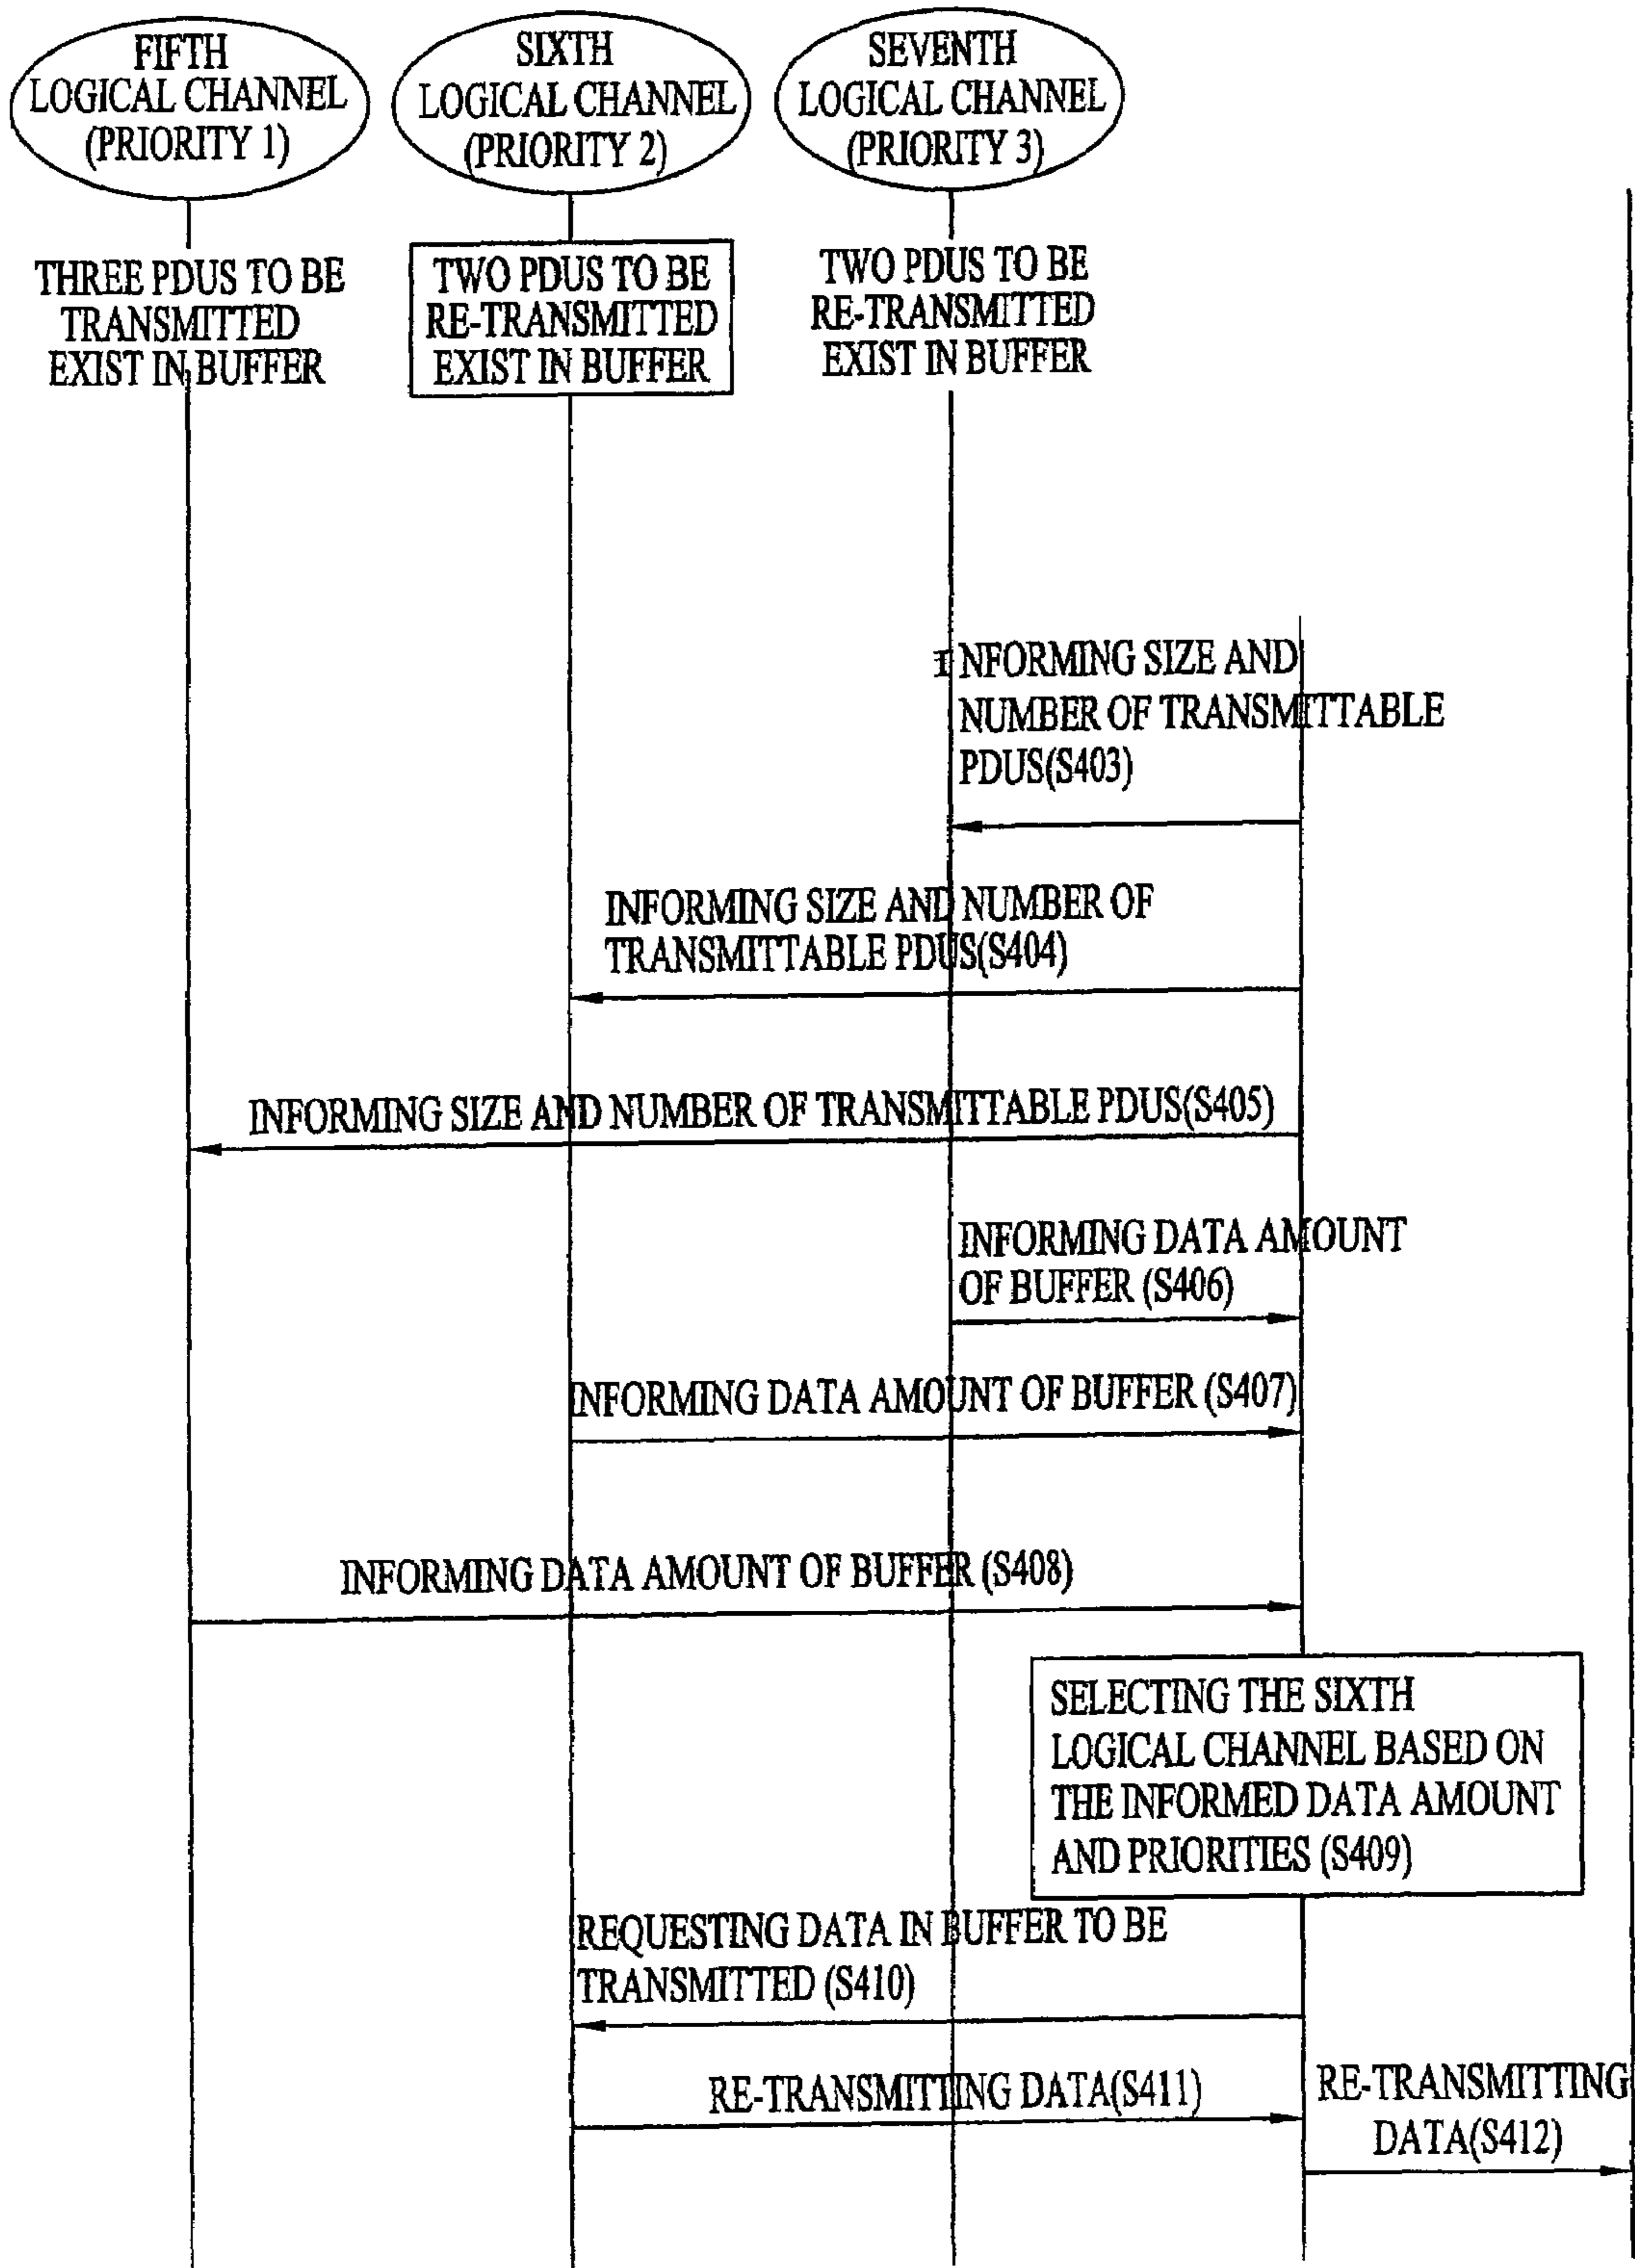 FIFTH
LOGICAL CHANNEL
(PRIORITY 1)
SIXTH
LOGICAL CHANNEL
(PRIORITY 2)
SEVENTH
LOGICAL CHANNEL
(PRIORITY 3)
THREE PDUS TO BE
TRANSMITTED
EXIST IN BUFFER
TWO PDUS TO BE
RE-TRANSMITTED
EXIST IN BUFFER
TWO PDUS TO BE
RE-TRANSMITTED
EXIST IN BUFFER
INFORMING SIZE AND
NUMBER OF TRANSMITTABLE
PDUS(S403)
INFORMING SIZE AND NUMBER OF
TRANSMITTABLE PDUS(S404)
INFORMING SIZE AND NUMBER OF TRANSMITTABLE PDUS(S405)
INFORMING DATA AMOUNT
OF BUFFER (S406)
INFORMING DATA AMOUNT OF BUFFER (S407)
INFORMING DATA AMOUNT OF BUFFER (S408)
SELECTING THE SIXTH
LOGICAL CHANNEL BASED ON
THE INFORMED DATA AMOUNT
AND PRIORITIES (S409)
REQUESTING DATA IN BUFFER TO BE
TRANSMITTED (S410)
RE-TRANSMITTING DATA(S411)
RE-TRANSMITTING
DATA(S412)